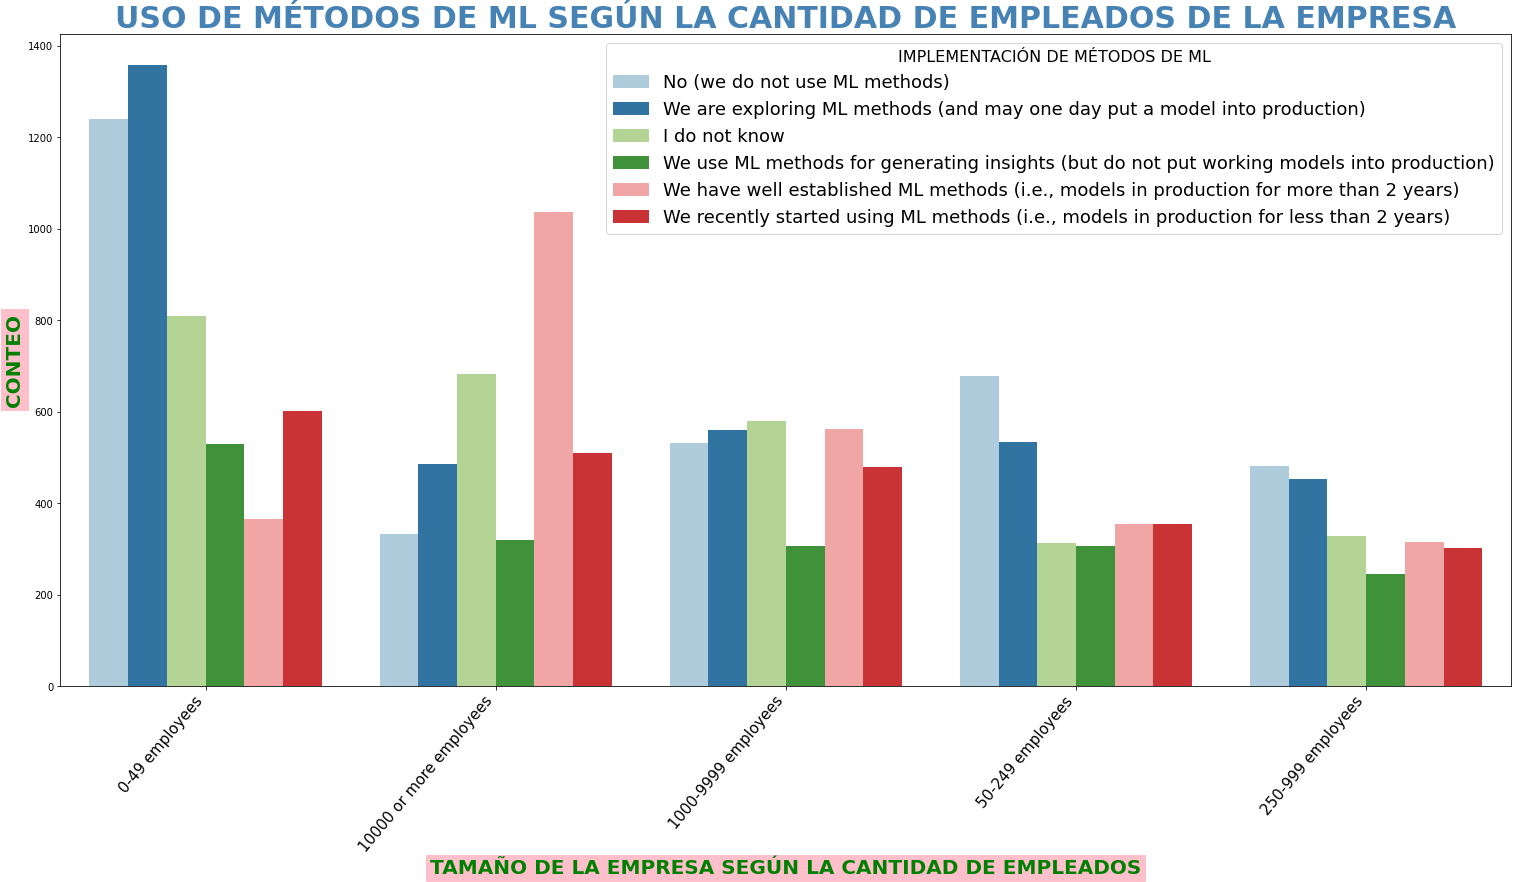 USO DE MÉTODOS DE ML SEGÚN LA CANTIDAD DE EMPLEADOS DE LA EMPRESA
IMPLEMENTACIÓN DE MÉTODOS DE ML
No (we do not use ML methods)
We are exploring ML methods (and may one day put a model into production)
I do not know
We use ML methods for generating insights (but do not put working models into production)
We have well established ML methods (i.e., models in production for more than 2 years)
We recently started using ML methods (i.e., models in production for less than 2 years)
CONTEO
1400
1200
1000
800
600
400
200
0
0-49 employees
10000 or more employees
1000-9999 employees
50-249 employees
250-999 employees
TAMAÑO DE LA EMPRESA SEGÚN LA CANTIDAD DE EMPLEADOS